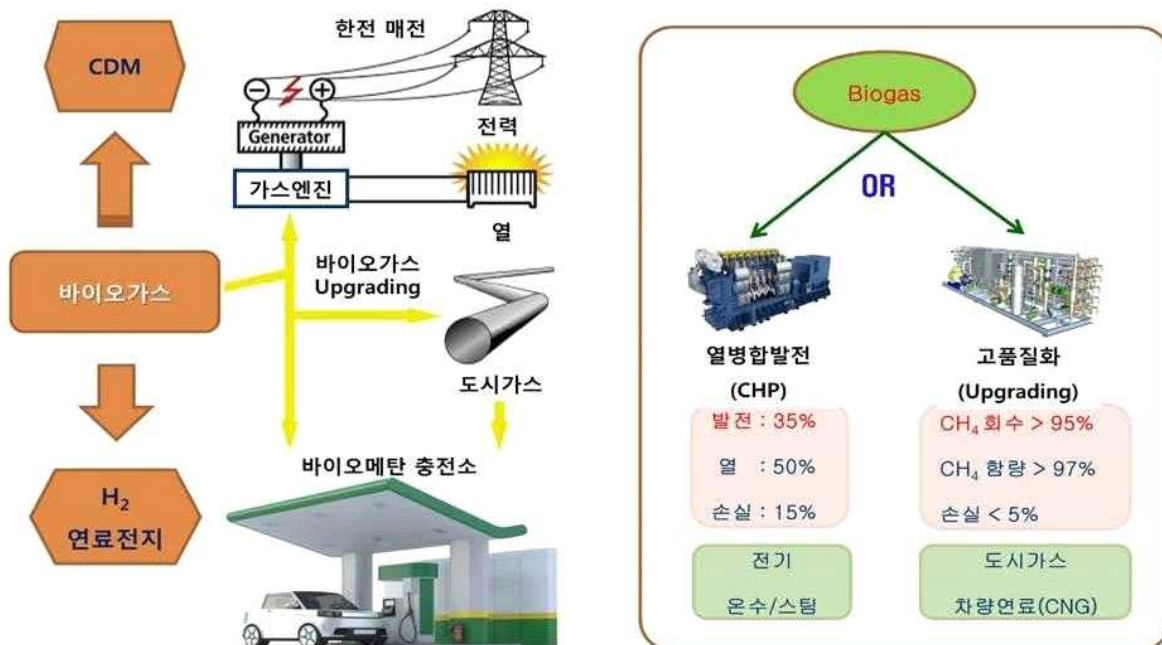 CDM
바이오가스
H₂
연료전지
한전 매전
− +
Generator
전력
가스엔진
열
바이오가스
Upgrading
도시가스
바이오메탄 충전소
Biogas
OR
열병합발전
(CHP)
발전 : 35%
열 : 50%
손실 : 15%
전기
온수/스팀
고품질화
(Upgrading)
CH₄ 회수 > 95%
CH₄ 함량 > 97%
손실 < 5%
도시가스
차량연료(CNG)